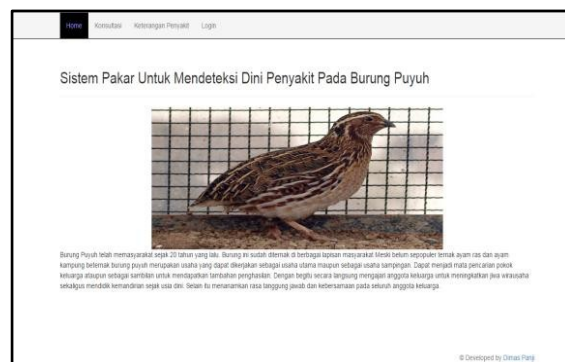 Home Konsultasi Keterangan Penyakit Login
Sistem Pakar Untuk Mendeteksi Dini Penyakit Pada Burung Puyuh
Burung Puyuh telah memasyarakat sejak 20 tahun yang lalu. Burung ini sudah diternak di berbagai lapisan masyarakat Meski belum sepopuler ternak ayam ras dan ayam
kampung beternak burung puyuh merupakan usaha yang dapat dikerjakan sebagai usaha utama maupun sebagai usaha sampingan. Dapat menjadi mata pencarian pokok
keluarga ataupun sebagai sambilan untuk mendapatkan tambahan penghasilan. Dengan begitu secara langsung mengajari anggota keluarga untuk meningkatkan jiwa wirausaha
sekaligus mendidik kemandirian sejak usia dini. Selain itu menanamkan rasa tanggung jawab dan kebersamaan pada seluruh anggota keluarga.
© Developed by Dimas Panji